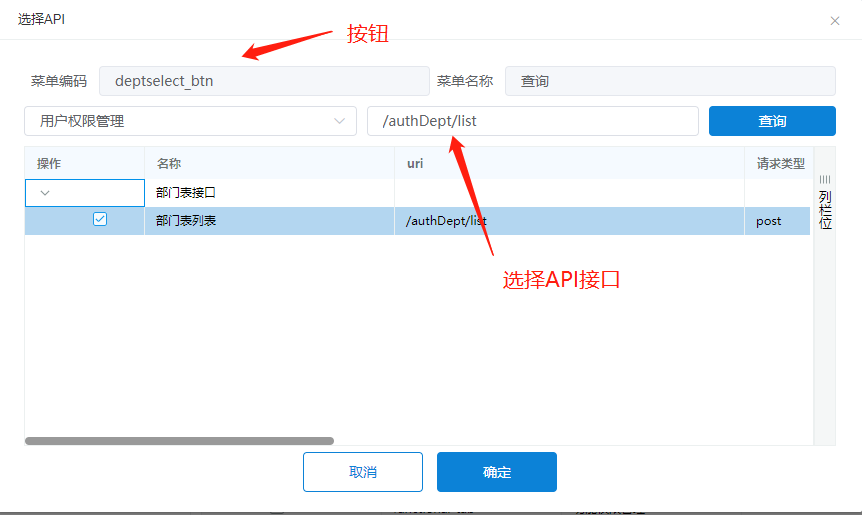 选择API
按钮
菜单编码 deptselect_btn 菜单名称 查询
用户权限管理 /authDept/list 查询
操作 名称 uri 请求类型
部门表接口
部门表列表 /authDept/list post
列栏位
选择API接口
取消 确定